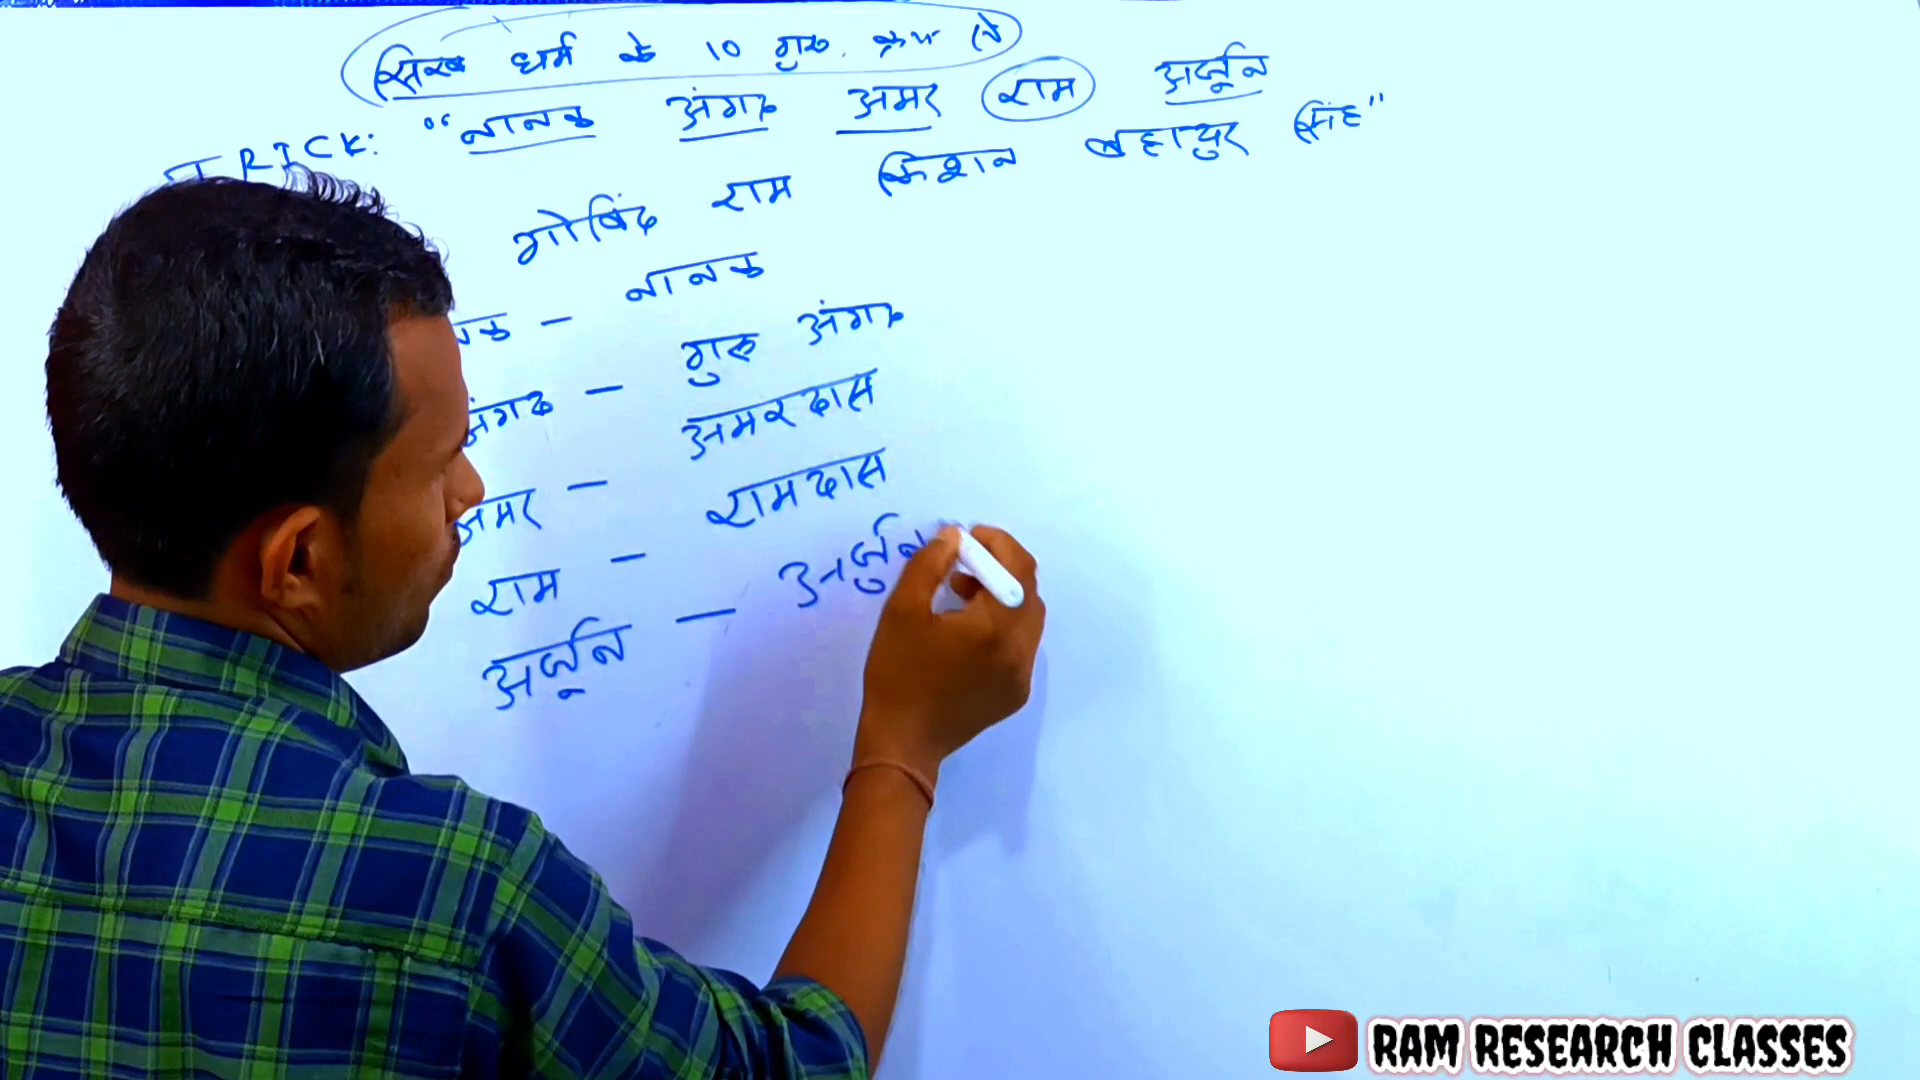 सिख धर्म के 10 गुरु क्रम से
TRICK: "नानक अंगद अमर राम अर्जुन
गोबिंद राम किशन बहादुर सिंह"
नानक – नानक
अंगद – गुरु अंगद
अमर – अमरदास
राम – रामदास
अर्जुन – अर्जुन
RAM RESEARCH CLASSES